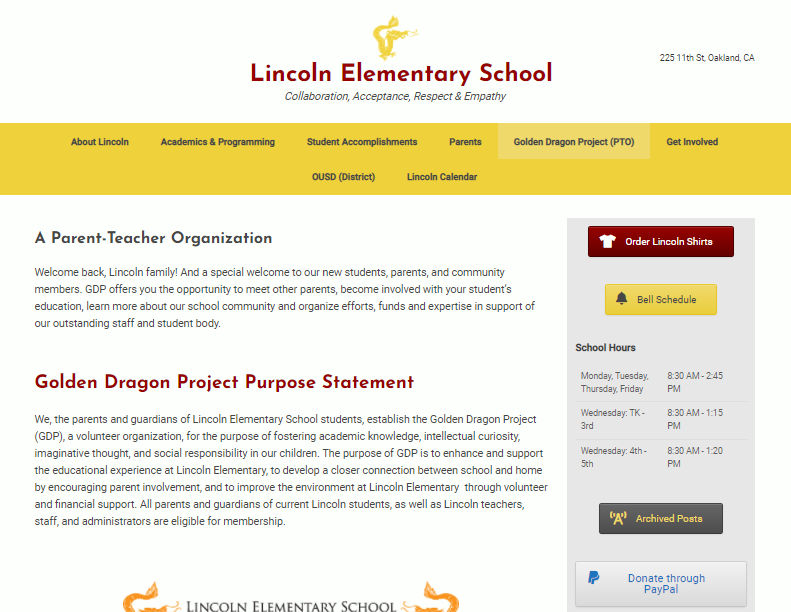 Lincoln Elementary School
Collaboration, Acceptance, Respect & Empathy
225 11th St, Oakland, CA
About Lincoln
Academics & Programming
Student Accomplishments
Parents
Golden Dragon Project (PTO)
Get Involved
OUSD (District)
Lincoln Calendar
A Parent-Teacher Organization
Welcome back, Lincoln family! And a special welcome to our new students, parents, and community
members. GDP offers you the opportunity to meet other parents, become involved with your student's
education, learn more about our school community and organize efforts, funds and expertise in support of
our outstanding staff and student body.
Golden Dragon Project Purpose Statement
We, the parents and guardians of Lincoln Elementary School students, establish the Golden Dragon Project
(GDP), a volunteer organization, for the purpose of fostering academic knowledge, intellectual curiosity,
imaginative thought, and social responsibility in our children. The purpose of GDP is to enhance and support
the educational experience at Lincoln Elementary, to develop a closer connection between school and home
by encouraging parent involvement, and to improve the environment at Lincoln Elementary  through volunteer
and financial support. All parents and guardians of current Lincoln students, as well as Lincoln teachers,
staff, and administrators are eligible for membership.
Lincoln Elementary School
Order Lincoln Shirts
Bell Schedule
School Hours
Monday, Tuesday,
Thursday, Friday
8:30 AM - 2:45
PM
Wednesday: TK -
3rd
8:30 AM - 1:15
PM
Wednesday: 4th -
5th
8:30 AM - 1:20
PM
Archived Posts
Donate through
PayPal